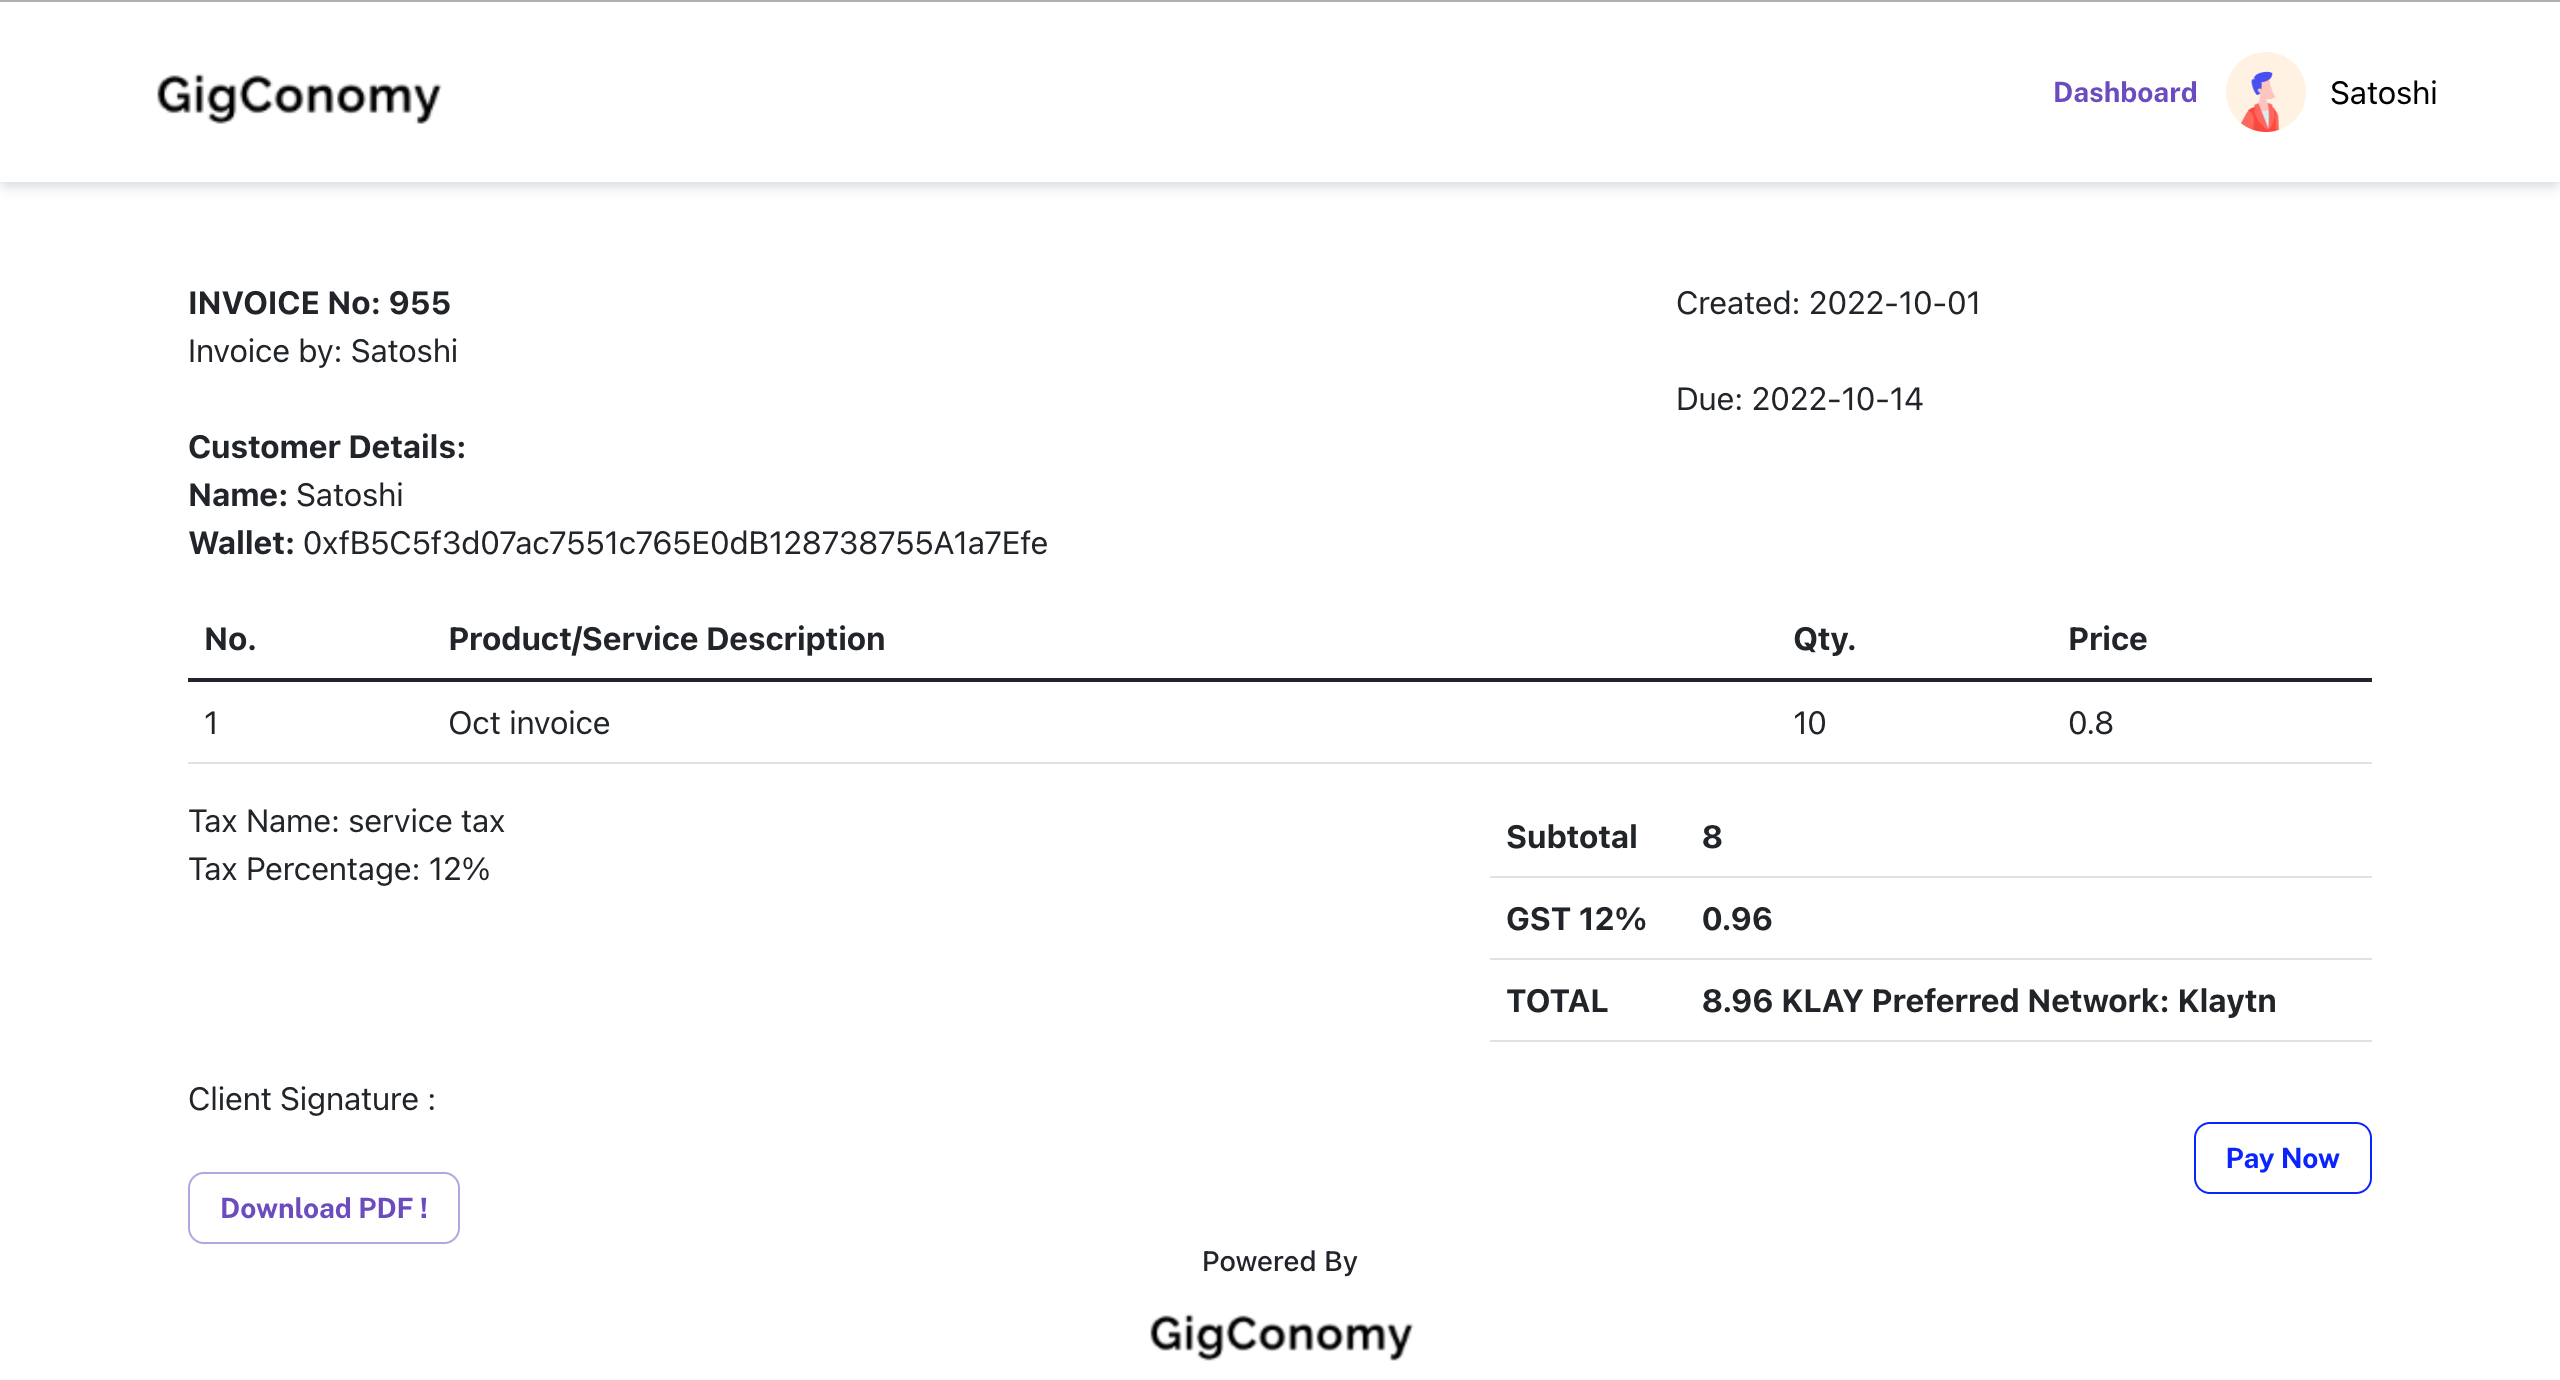 GigConomy
Dashboard
Satoshi
INVOICE No: 955
Invoice by: Satoshi
Created: 2022-10-01
Due: 2022-10-14
Customer Details:
Name: Satoshi
Wallet: 0xfB5C5f3d07ac7551c765E0dB128738755A1a7Efe
No. Product/Service Description Qty. Price
1 Oct invoice 10 0.8
Tax Name: service tax
Tax Percentage: 12%
Subtotal 8
GST 12% 0.96
TOTAL 8.96 KLAY Preferred Network: Klaytn
Client Signature :
Pay Now
Download PDF !
Powered By
GigConomy